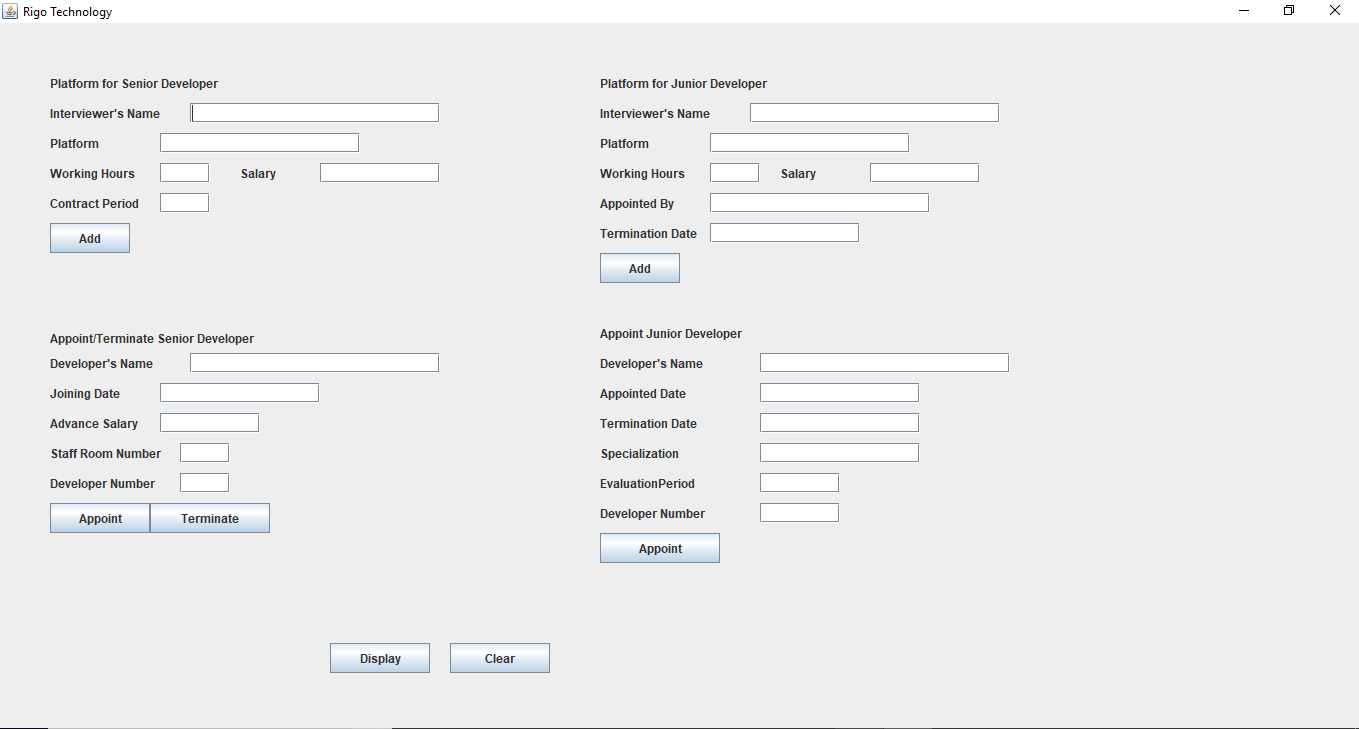 Rigo Technology
Platform for Senior Developer
Interviewer's Name
Platform
Working Hours Salary
Contract Period
Add
Platform for Junior Developer
Interviewer's Name
Platform
Working Hours Salary
Appointed By
Termination Date
Add
Appoint/Terminate Senior Developer
Developer's Name
Joining Date
Advance Salary
Staff Room Number
Developer Number
Appoint Terminate
Appoint Junior Developer
Developer's Name
Appointed Date
Termination Date
Specialization
EvaluationPeriod
Developer Number
Appoint
Display Clear